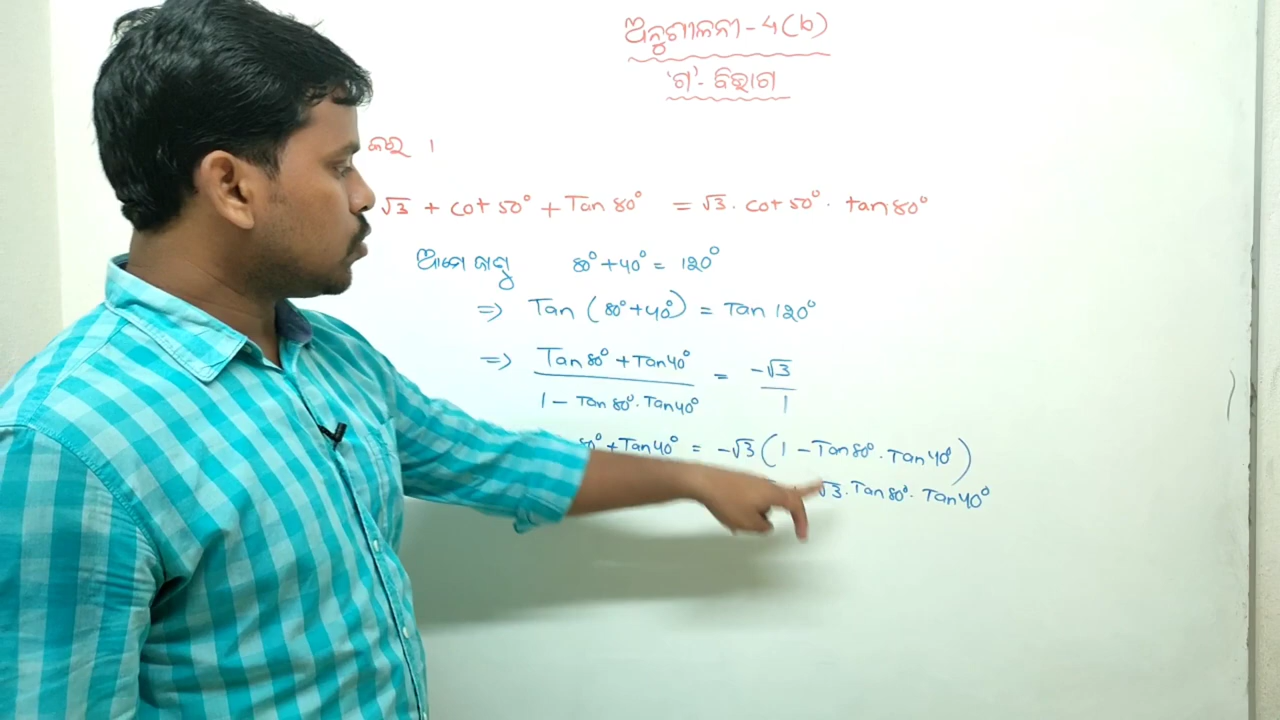 ଅନୁଶୀଳନୀ - 4(b)
'ଗ' - ବିଭାଗ
କର ।
√3 + cot 50° + Tan 80° = √3 · cot 50° · tan 80°
ଆମେ ଜାଣୁ 80° + 40° = 120°
⇒ Tan (80° + 40°) = Tan 120°
⇒ Tan 80° + Tan 40° / 1 - Tan 80° · Tan 40° = -√3 / 1
80° + Tan 40° = -√3 (1 - Tan 80° · Tan 40°)
√3 · Tan 80° · Tan 40°